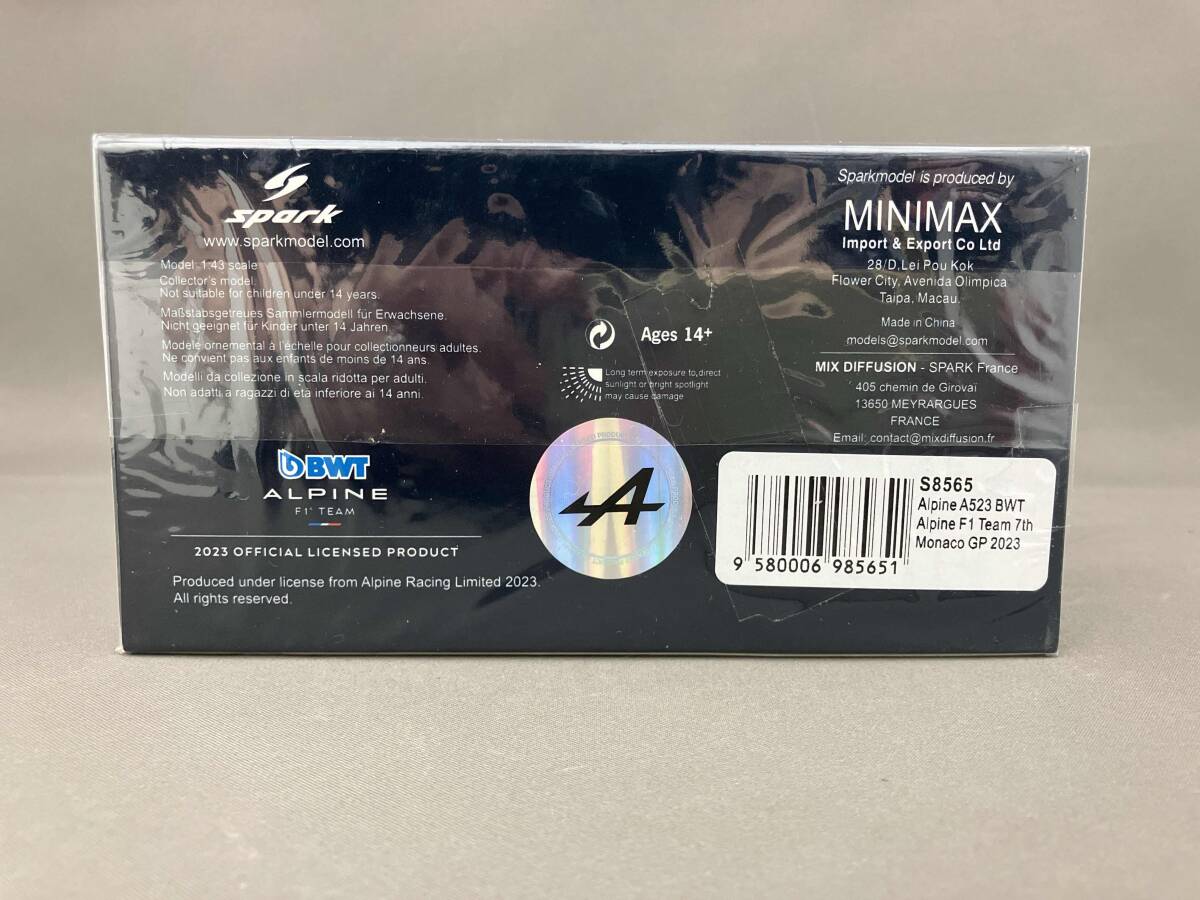 spark
www.sparkmodel.com
Model 1:43 scale
Collector's model.
Not suitable for children under 14 years.
Maßstabsgetreues Sammlermodell für Erwachsene.
Nicht geeignet für Kinder unter 14 Jahren.
Modele ornemental à l'echelle pour collectionneurs adultes.
Ne convient pas aux enfants de moins de 14 ans.
Modelli da collezione in scala ridotta per adulti.
Non adatti a ragazzi di eta inferiore ai 14 anni.
BWT
ALPINE
F1 TEAM
2023 OFFICIAL LICENSED PRODUCT
Produced under license from Alpine Racing Limited 2023.
All rights reserved.
Ages 14+
Long term exposure to,direct
sunlight or bright spotlight
may cause damage
A
Sparkmodel is produced by
MINIMAX
Import & Export Co Ltd
28/D,Lei Pou Kok
Flower City, Avenida Olimpica
Taipa, Macau.
Made in China
models@sparkmodel.com
MIX DIFFUSION - SPARK France
405 chemin de Girovaï
13650 MEYRARGUES
FRANCE
Email: contact@mixdiffusion.fr
S8565
Alpine A523 BWT
Alpine F1 Team 7th
Monaco GP 2023
9 580006 985651